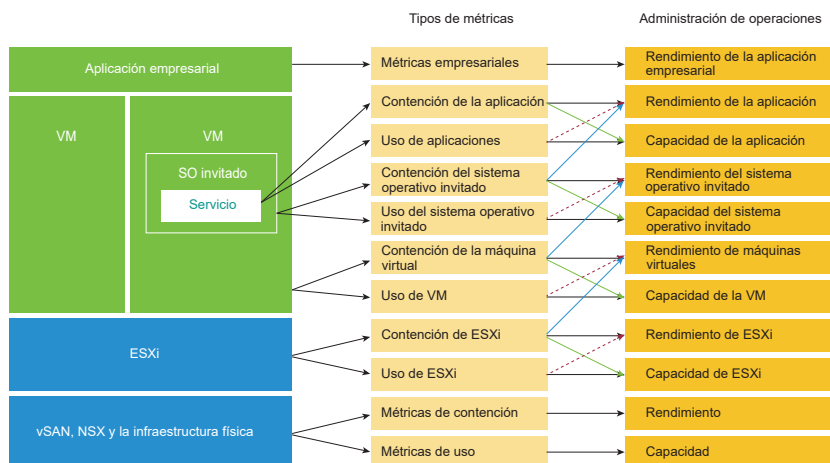 Tipos de métricas
Administración de operaciones
Aplicación empresarial
Métricas empresariales
Rendimiento de la aplicación
empresarial
VM
VM
SO invitado
Servicio
Contención de la aplicación
Rendimiento de la aplicación
Uso de aplicaciones
Capacidad de la aplicación
Contención del sistema
operativo invitado
Rendimiento del sistema
operativo invitado
Uso del sistema operativo
invitado
Capacidad del sistema
operativo invitado
Contención de la máquina
virtual
Rendimiento de máquinas
virtuales
Uso de VM
Capacidad de la VM
ESXi
Contención de ESXi
Rendimiento de ESXi
Uso de ESXi
Capacidad de ESXi
vSAN, NSX y la infraestructura física
Métricas de contención
Rendimiento
Métricas de uso
Capacidad